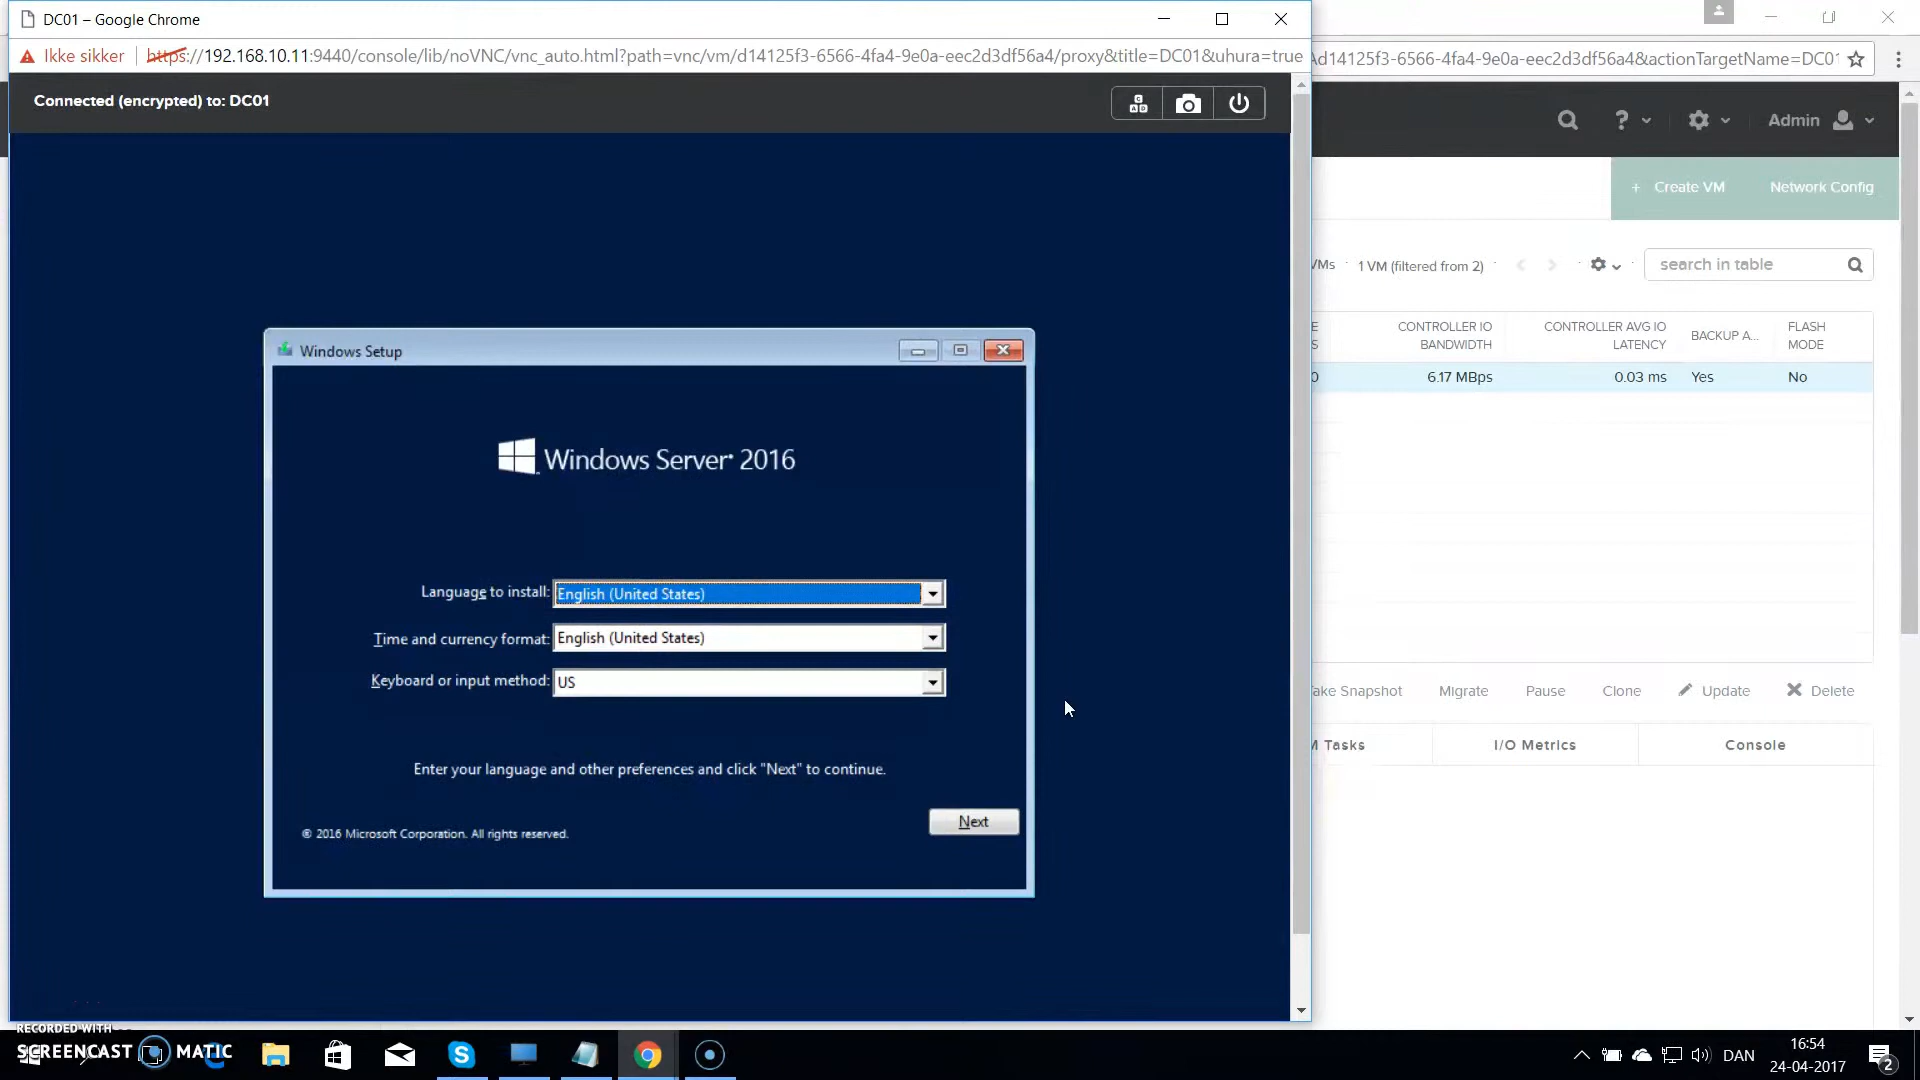 DC01 – Google Chrome
Ikke sikker
https://192.168.10.11:9440/console/lib/noVNC/vnc_auto.html?path=vnc/vm/d14125f3-6566-4fa4-9e0a-eec2d3df56a4/proxy&title=DC01&uhura=true
d14125f3-6566-4fa4-9e0a-eec2d3df56a4&actionTargetName=DC01
Connected (encrypted) to: DC01
? Admin
+ Create VM Network Config
VMs · 1 VM (filtered from 2) · search in table
CONTROLLER IO BANDWIDTH
CONTROLLER AVG IO LATENCY
BACKUP A...
FLASH MODE
0 6.17 MBps 0.03 ms Yes No
Windows Setup
Windows Server 2016
Language to install: English (United States)
Time and currency format: English (United States)
Keyboard or input method: US
Enter your language and other preferences and click "Next" to continue.
Next
© 2016 Microsoft Corporation. All rights reserved.
ake Snapshot Migrate Pause Clone Update Delete
M Tasks I/O Metrics Console
RECORDED WITH
SCREENCAST MATIC
DAN
16:54
24-04-2017
2